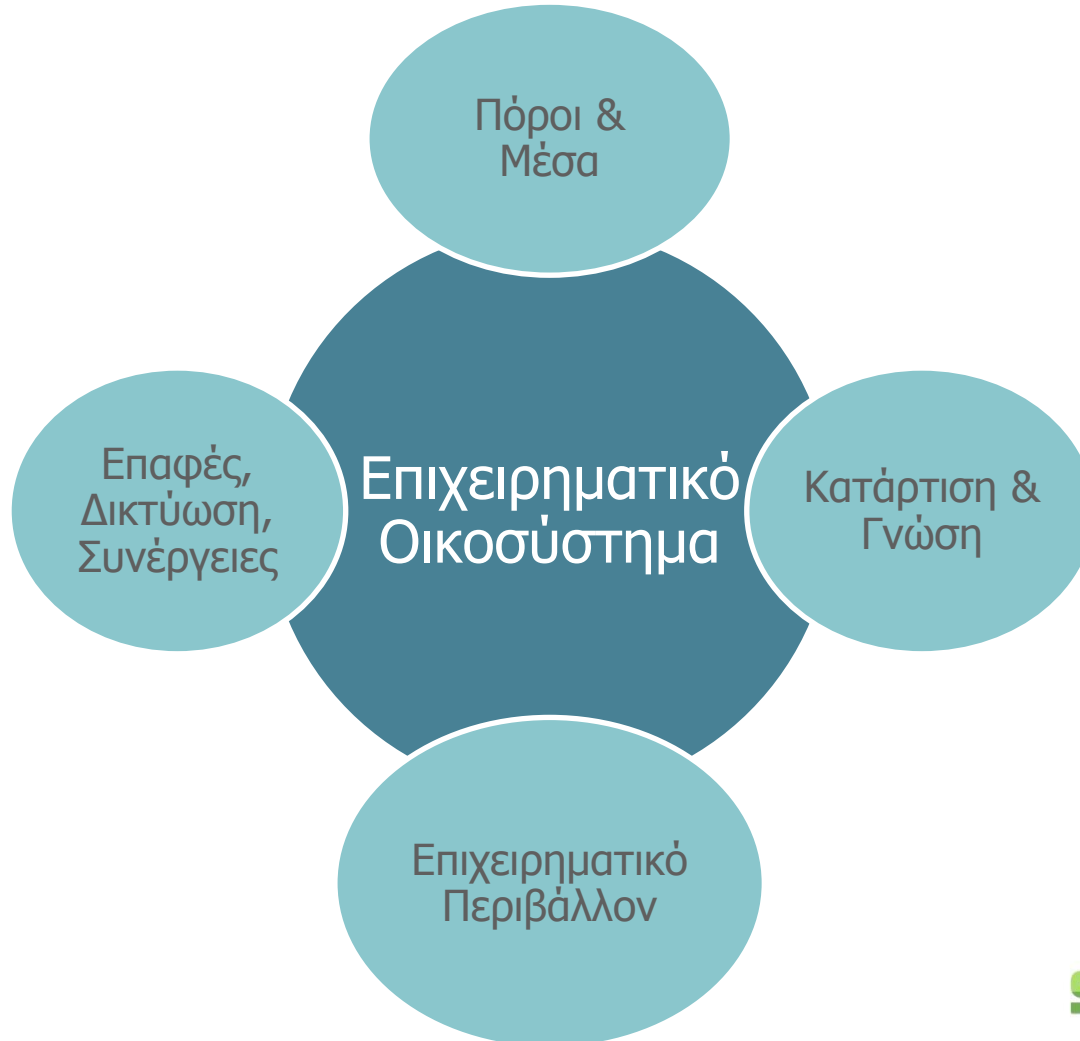 Πόροι &
Μέσα
Επαφές,
Δικτύωση,
Συνέργειες
Επιχειρηματικό
Οικοσύστημα
Κατάρτιση &
Γνώση
Επιχειρηματικό
Περιβάλλον